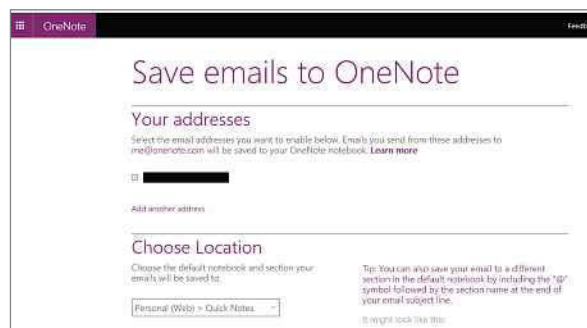 OneNote
Feedb
Save emails to OneNote
Your addresses
Select the email addresses you want to enable below. Emails you send from these addresses to
me@onenote.com will be saved to your OneNote notebook. Learn more
Add another address
Choose Location
Choose the default notebook and section your
emails will be saved to.
Personal (Web) > Quick Notes
Tip: You can also save your email to a different
section in the default notebook by including the "@"
symbol followed by the section name at the end of
your email subject line.
It might look like this: